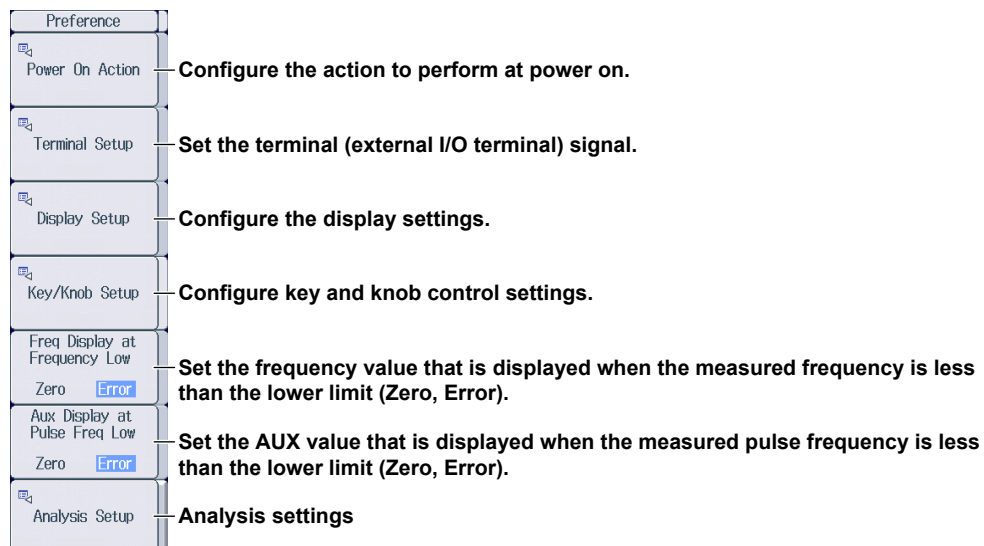 Preference
Power On Action
Configure the action to perform at power on.
Terminal Setup
Set the terminal (external I/O terminal) signal.
Display Setup
Configure the display settings.
Key/Knob Setup
Configure key and knob control settings.
Freq Display at
Frequency Low
Zero Error
Set the frequency value that is displayed when the measured frequency is less
than the lower limit (Zero, Error).
Aux Display at
Pulse Freq Low
Zero Error
Set the AUX value that is displayed when the measured pulse frequency is less
than the lower limit (Zero, Error).
Analysis Setup
Analysis settings